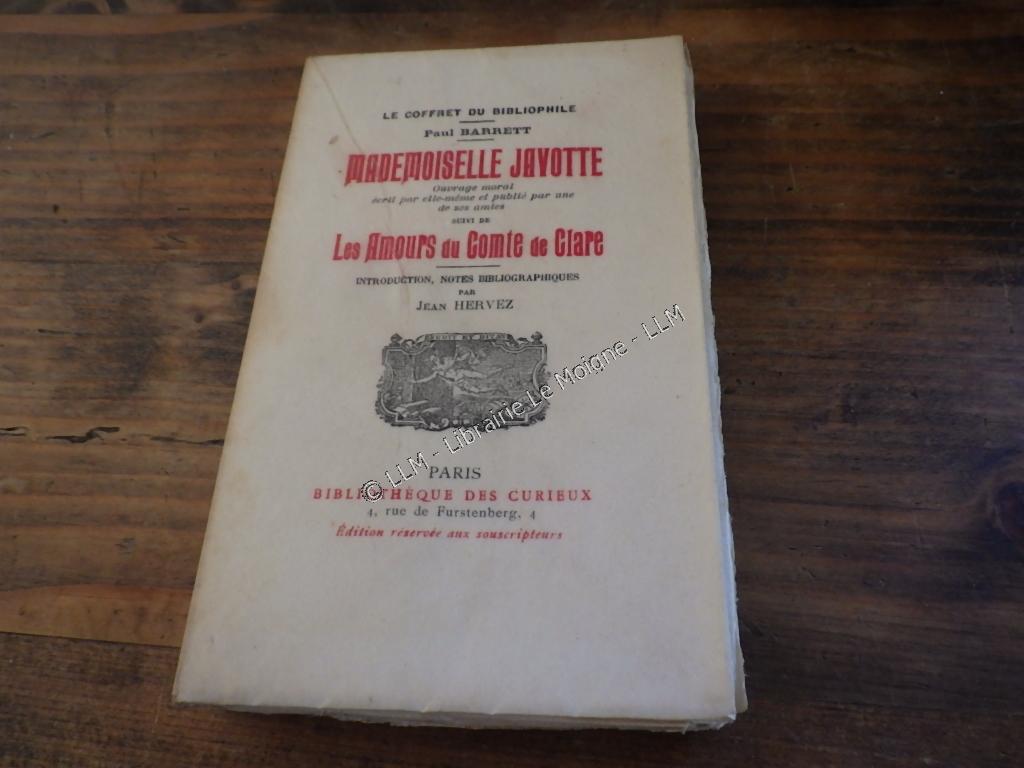 LE COFFRET DU BIBLIOPHILE
Paul BARRETT
MADEMOISELLE JAVOTTE
Ouvrage moral
écrit par elle-même et publié par une
de ses amies
SUIVI DE
Les Amours du Comte de Clare
INTRODUCTION, NOTES BIBLIOGRAPHIQUES
PAR
JEAN HERVEZ
© LLM - Librairie Le Moigne - LLM
PARIS
BIBLIOTHÈQUE DES CURIEUX
4, rue de Furstenberg, 4
Édition réservée aux souscripteurs